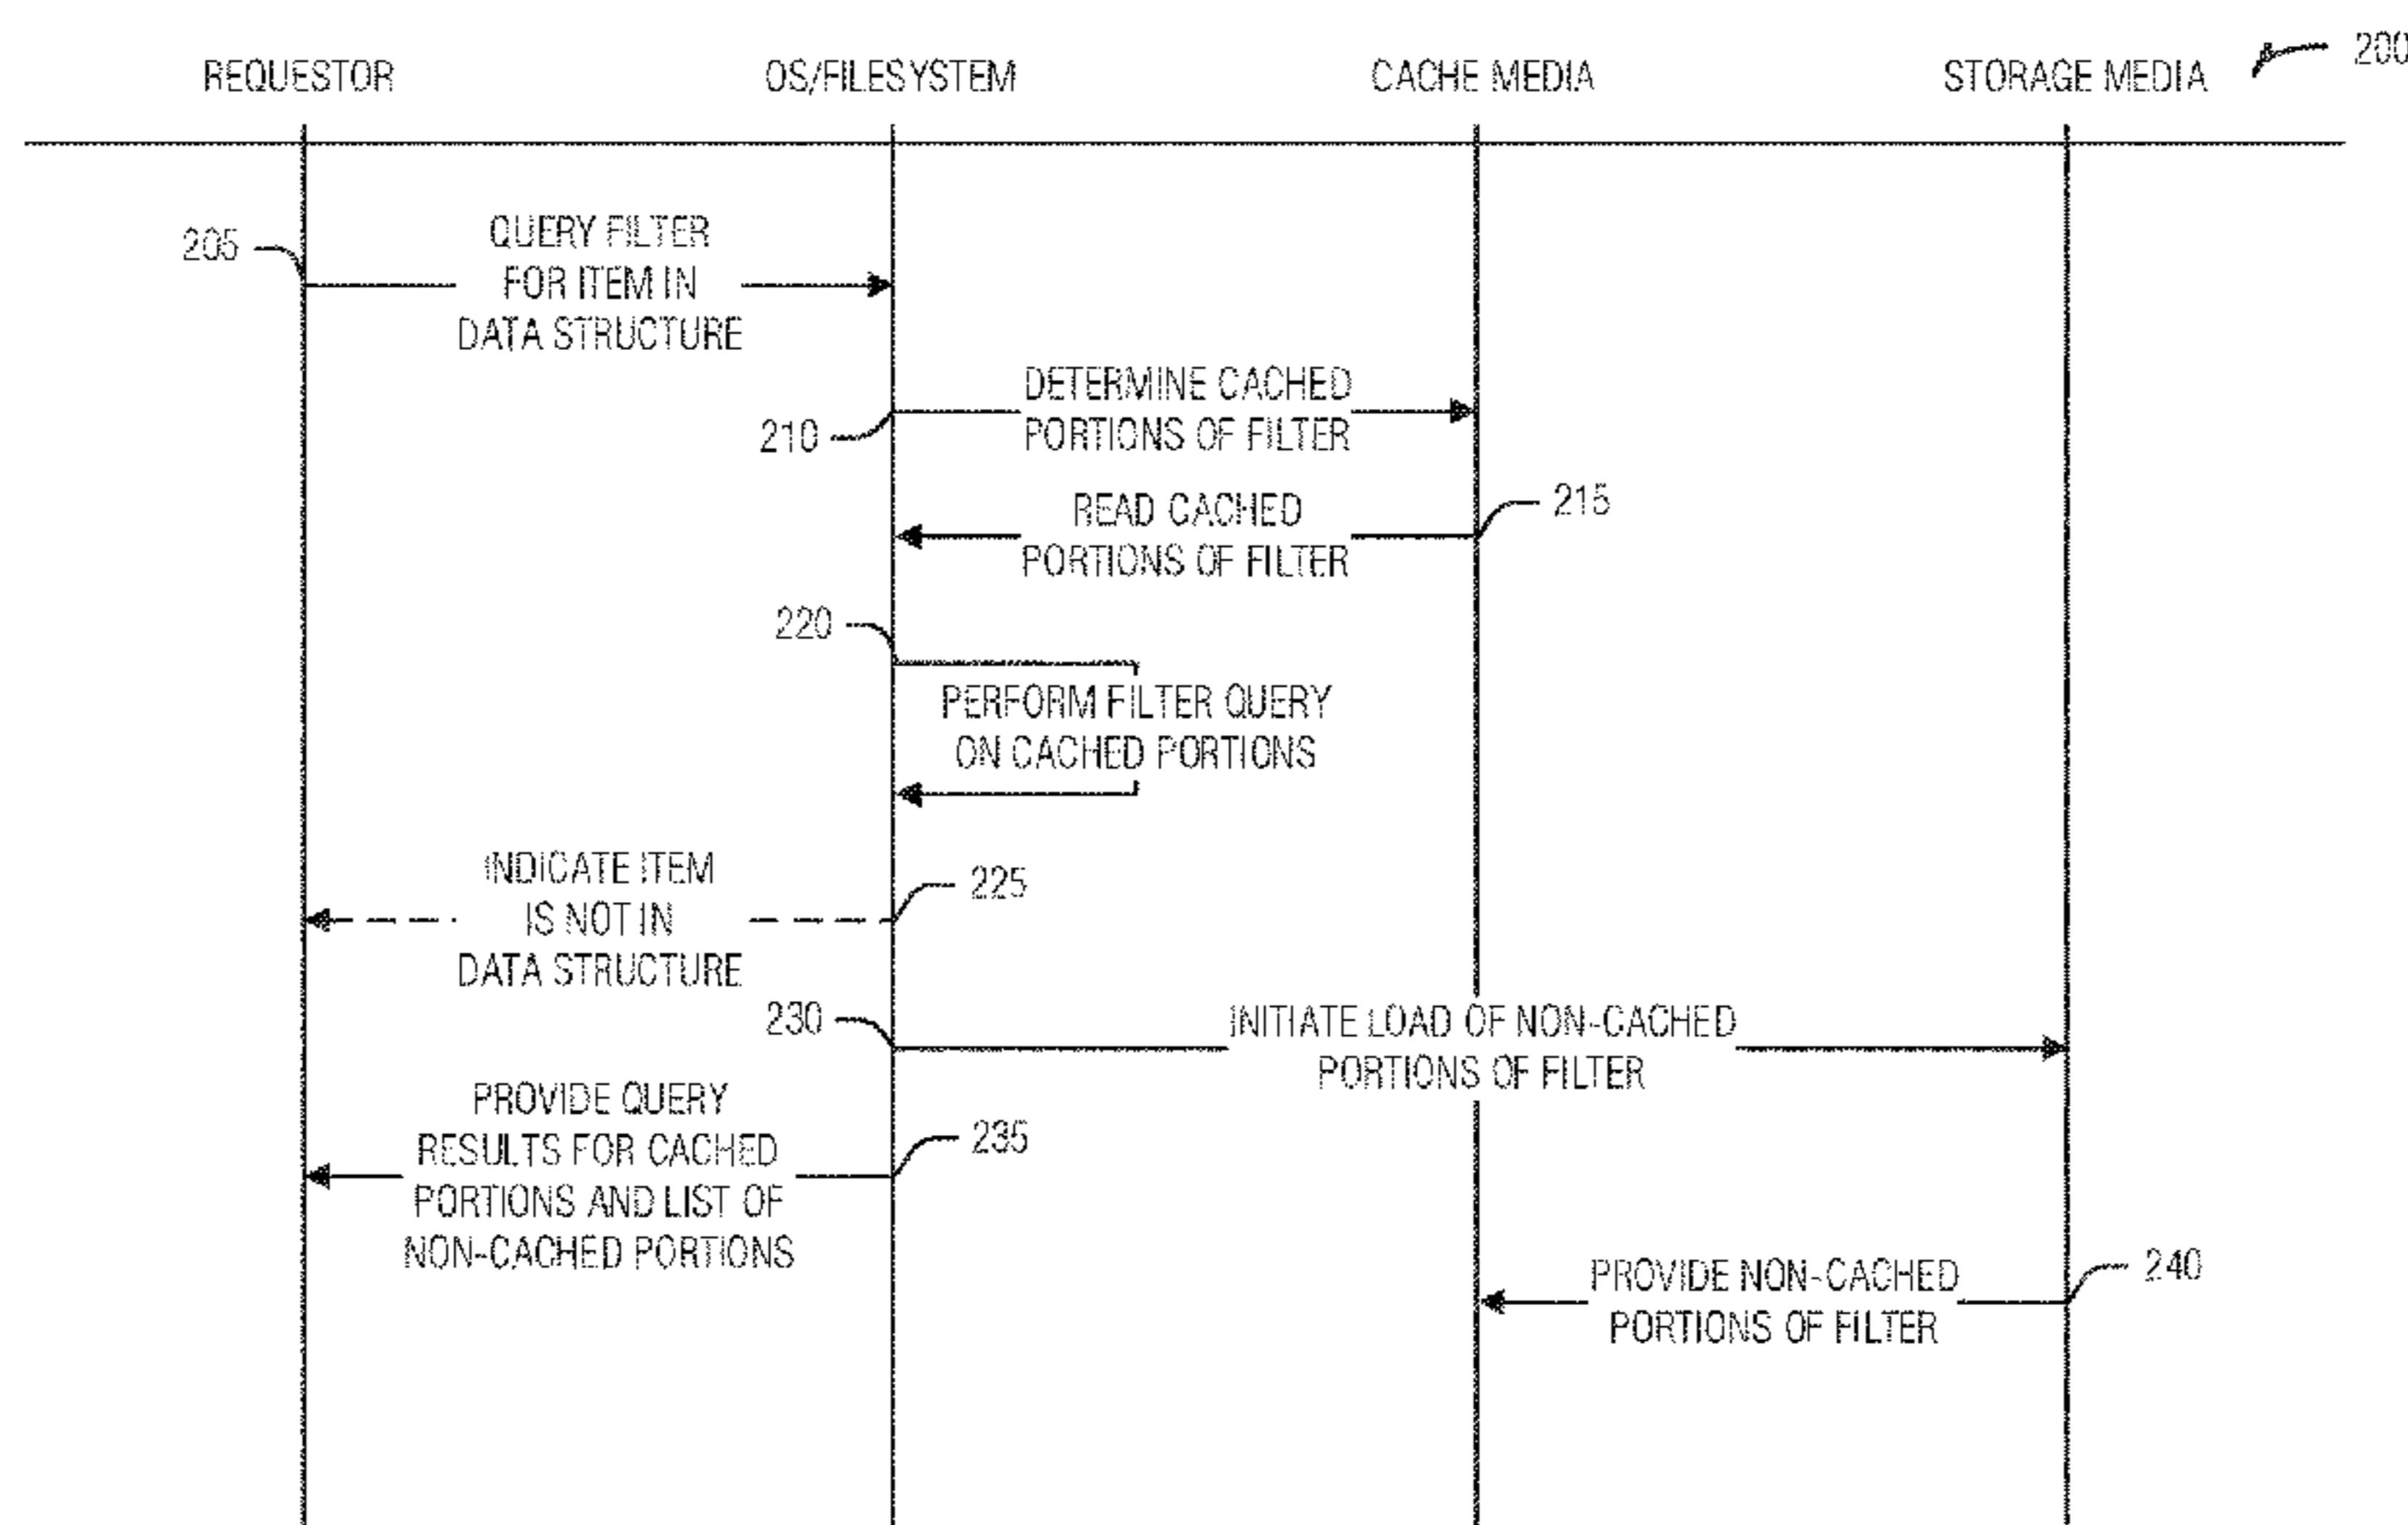 200
REQUESTOR
OS/FILESYSTEM
CACHE MEDIA
STORAGE MEDIA
205
QUERY FILTER
FOR ITEM IN
DATA STRUCTURE
210
DETERMINE CACHED
PORTIONS OF FILTER
READ CACHED
PORTIONS OF FILTER
215
220
PERFORM FILTER QUERY
ON CACHED PORTIONS
INDICATE ITEM
IS NOT IN
DATA STRUCTURE
225
230
INITIATE LOAD OF NON-CACHED
PORTIONS OF FILTER
PROVIDE QUERY
RESULTS FOR CACHED
PORTIONS AND LIST OF
NON-CACHED PORTIONS
235
PROVIDE NON-CACHED
PORTIONS OF FILTER
240